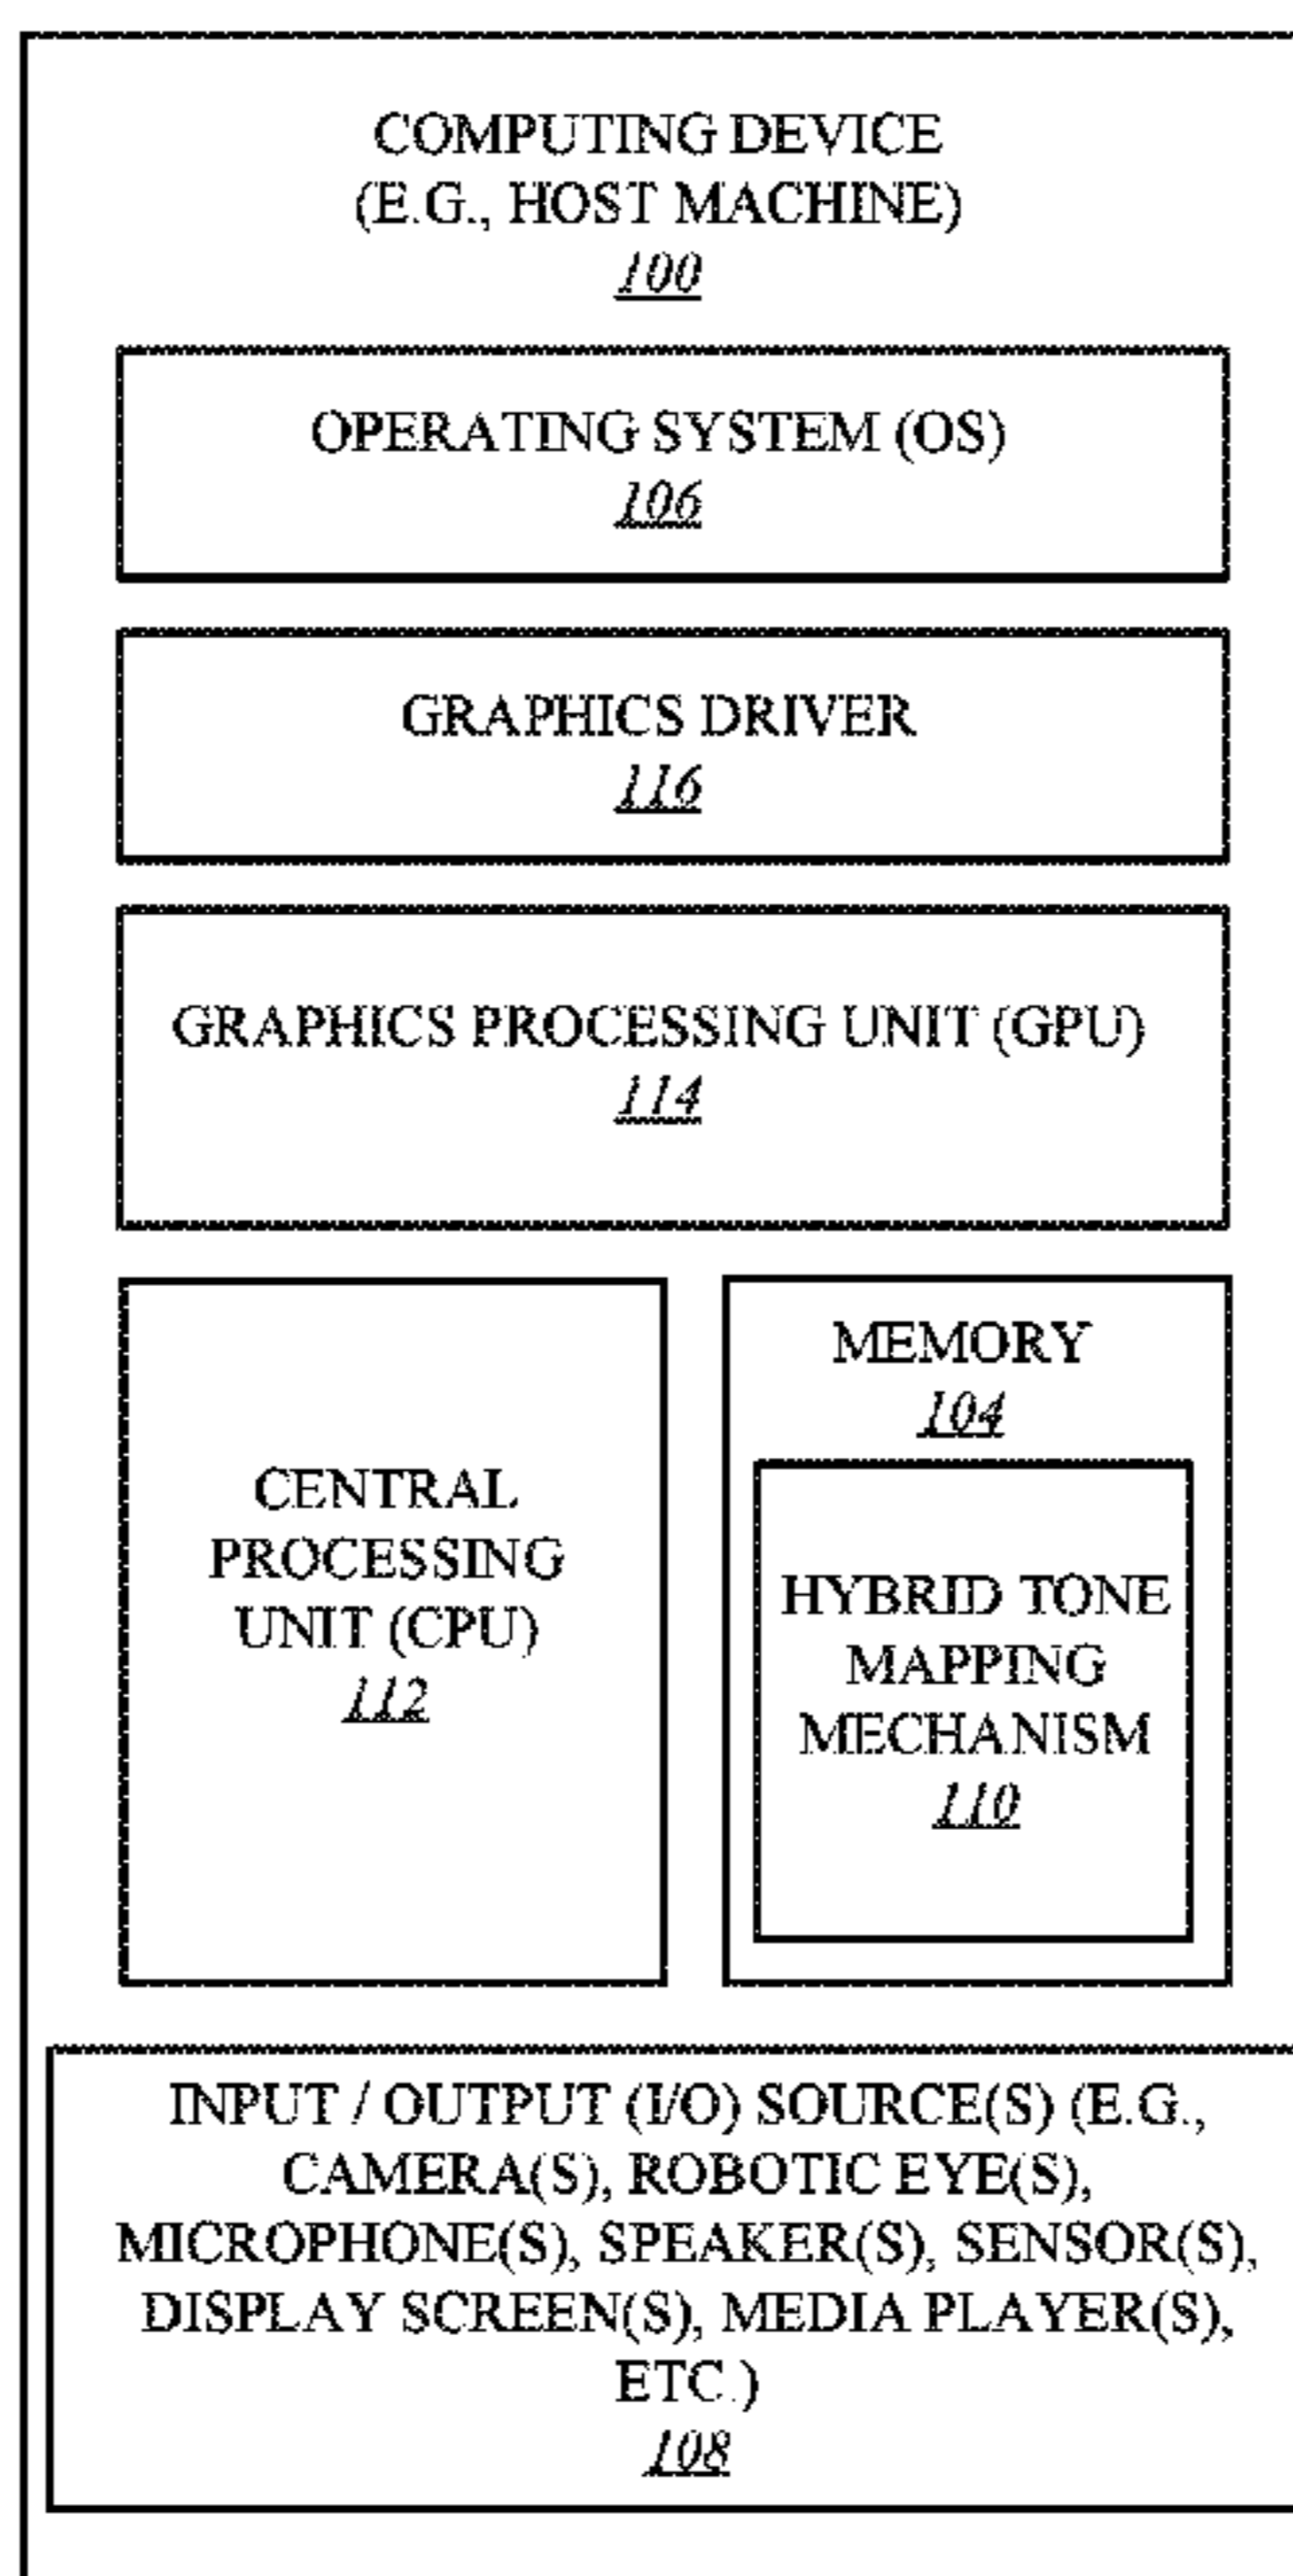 COMPUTING DEVICE
(E.G., HOST MACHINE)
100
OPERATING SYSTEM (OS)
106
GRAPHICS DRIVER
116
GRAPHICS PROCESSING UNIT (GPU)
114
CENTRAL
PROCESSING
UNIT (CPU)
112
MEMORY
104
HYBRID TONE
MAPPING
MECHANISM
110
INPUT / OUTPUT (I/O) SOURCE(S) (E.G.,
CAMERA(S), ROBOTIC EYE(S),
MICROPHONE(S), SPEAKER(S), SENSOR(S),
DISPLAY SCREEN(S), MEDIA PLAYER(S),
ETC.)
108